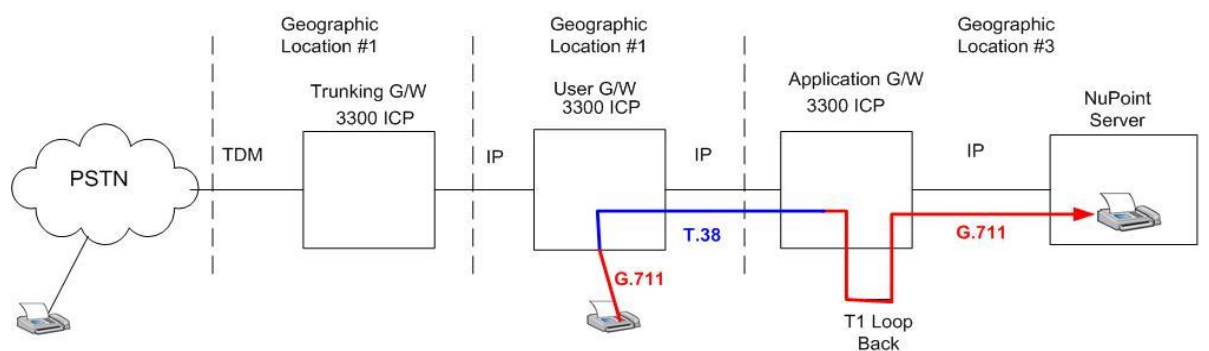 Geographic
Location #1
Geographic
Location #1
Geographic
Location #3
Trunking G/W
3300 ICP
User G/W
3300 ICP
Application G/W
3300 ICP
NuPoint
Server
PSTN
TDM
IP
IP
IP
T.38
G.711
G.711
T1 Loop
Back